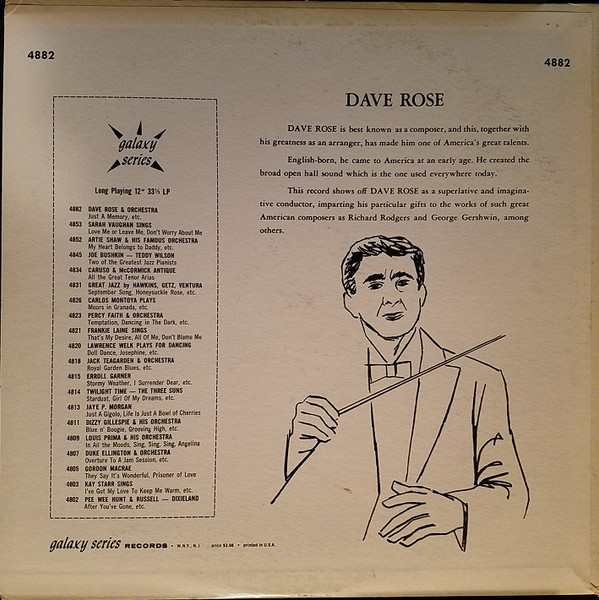 4882
4882
galaxy
series
Long Playing 12" 33⅓ LP
4882 DAVE ROSE & ORCHESTRA
Just A Memory, etc.
4853 SARAH VAUGHAN SINGS
Love Me or Leave Me, Don't Worry About Me
4852 ARTIE SHAW & HIS FAMOUS ORCHESTRA
My Heart Belongs to Daddy, etc.
4845 JOE BUSHKIN — TEDDY WILSON
Two of the Greatest Jazz Pianists
4834 CARUSO & McCORMICK ANTIQUE
All the Great Tenor Arias
4831 GREAT JAZZ by HAWKINS, GETZ, VENTURA
September Song, Honeysuckle Rose, etc.
4826 CARLOS MONTOYA PLAYS
Moors in Granada, etc.
4823 PERCY FAITH & ORCHESTRA
Temptation, Dancing in The Dark, etc.
4821 FRANKIE LAINE SINGS
That's My Desire, All Of Me, Don't Blame Me
4820 LAWRENCE WELK PLAYS FOR DANCING
Doll Dance, Josephine, etc.
4818 JACK TEAGARDEN & ORCHESTRA
Royal Garden Blues, etc.
4815 ERROLL GARNER
Stormy Weather, I Surrender Dear, etc.
4814 TWILIGHT TIME — THE THREE SUNS
Stardust, Girl Of My Dreams, etc.
4813 JAYE P. MORGAN
Just A Gigolo, Life Is Just A Bowl of Cherries
4811 DIZZY GILLESPIE & HIS ORCHESTRA
Blue n' Boogie, Grooving High, etc.
4809 LOUIS PRIMA & HIS ORCHESTRA
In All the Moods, Sing, Sing, Sing, Angelina
4807 DUKE ELLINGTON & ORCHESTRA
Overture To A Jam Session, etc.
4805 GORDON MACRAE
They Say It's Wonderful, Prisoner of Love
4803 KAY STARR SINGS
I've Got My Love To Keep Me Warm, etc.
4802 PEE WEE HUNT & RUSSELL — DIXIELAND
After You've Gone, etc.
galaxy series RECORDS • W.N.Y., N.J. price $3.98 • printed in U.S.A.
DAVE ROSE
DAVE ROSE is best known as a composer, and this, together with
his greatness as an arranger, has made him one of America's great talents.
English-born, he came to America at an early age. He created the
broad open hall sound which is the one used everywhere today.
This record shows off DAVE ROSE as a superlative and imagina-
tive conductor, imparting his particular gifts to the works of such great
American composers as Richard Rodgers and George Gershwin, among
others.